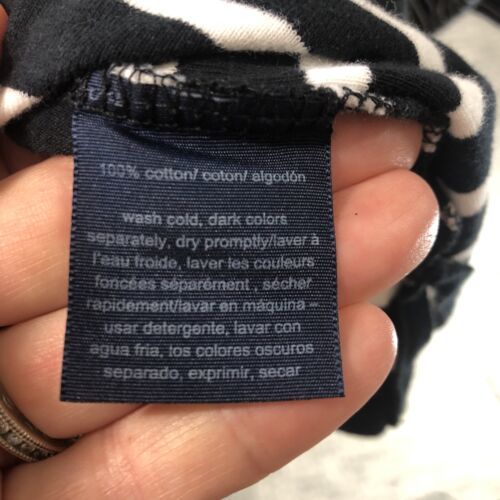 100% cotton/ coton/ algodón
wash cold, dark colors
separately, dry promptly/laver à
l'eau froide, laver les couleurs
foncées séparément , sécher
rapidement/lavar en máquina –
usar detergente, lavar con
agua fria, los colores oscuros
separado, exprimir, secar